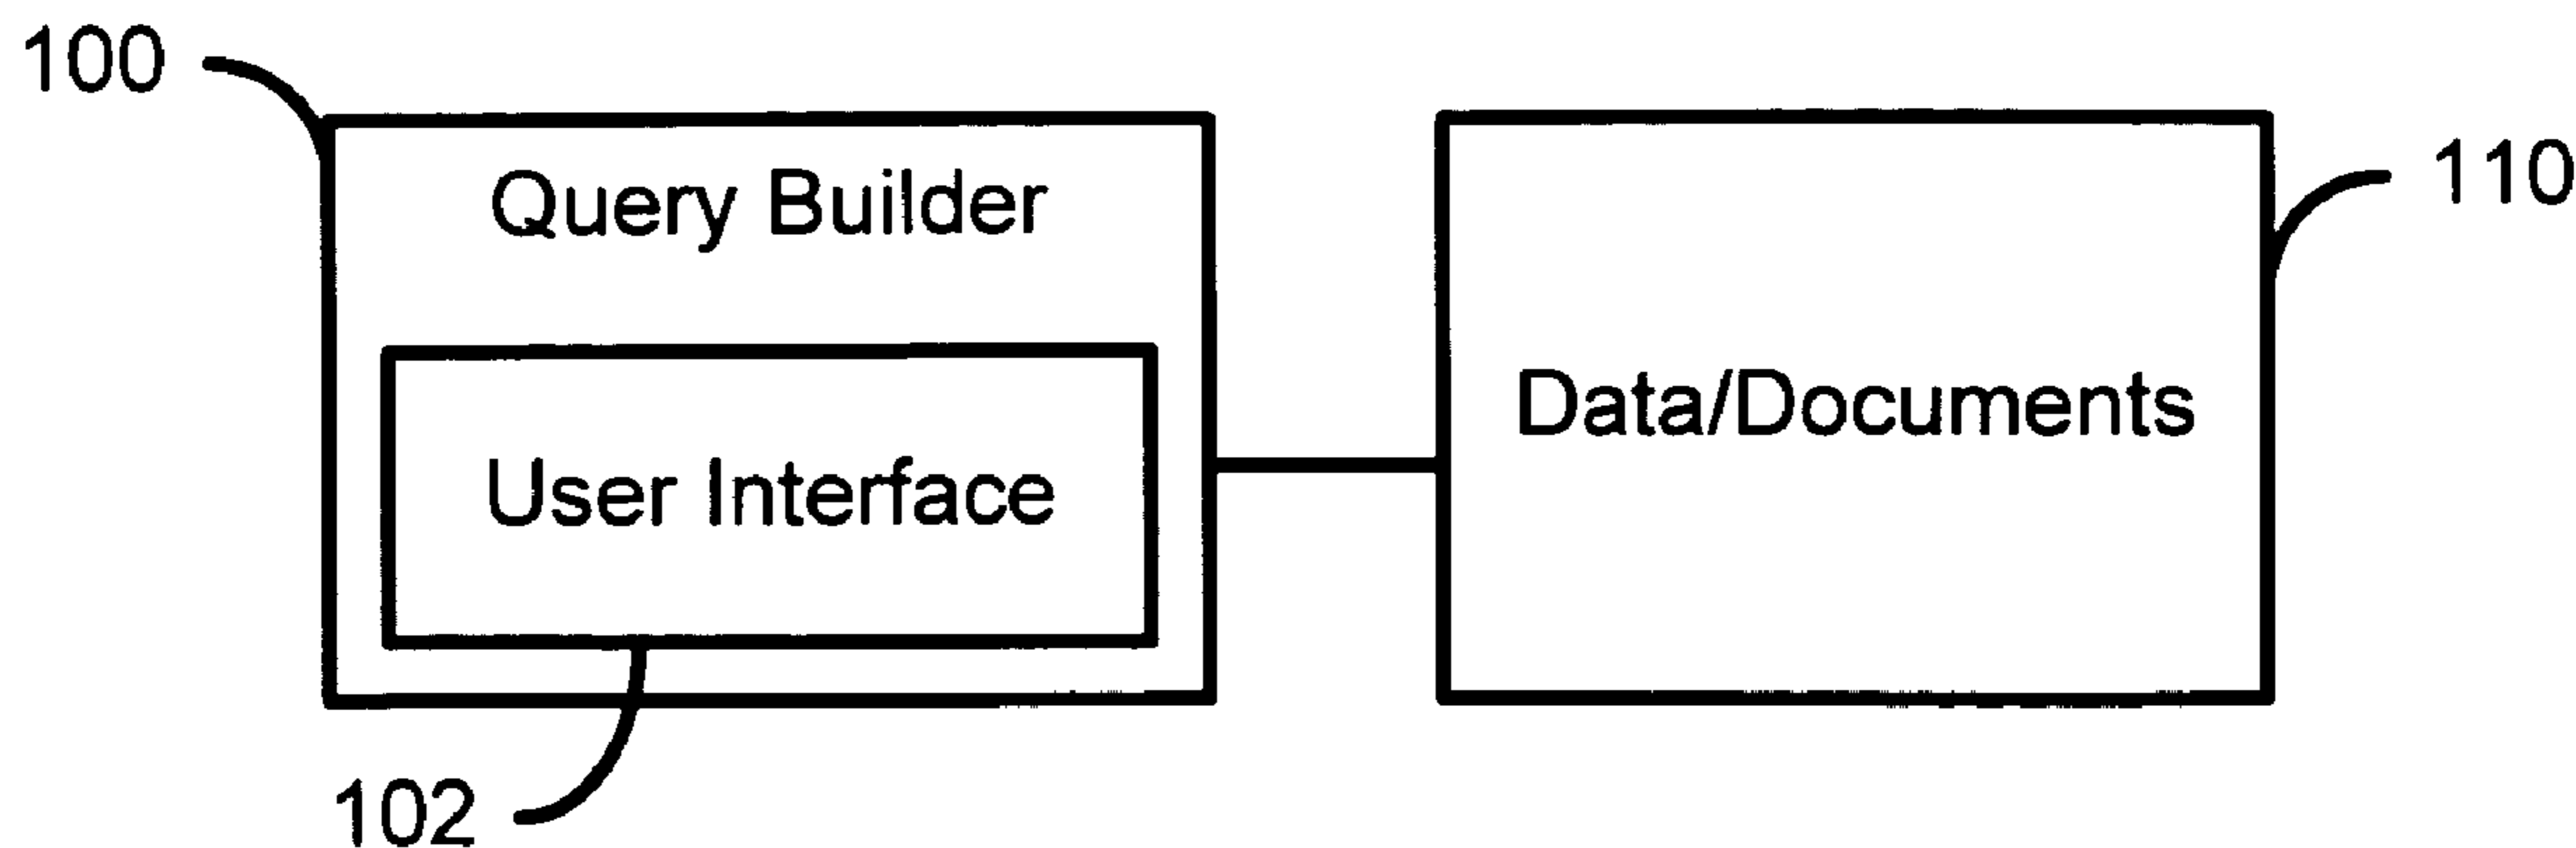 100
Query Builder
110
Data/Documents
User Interface
102